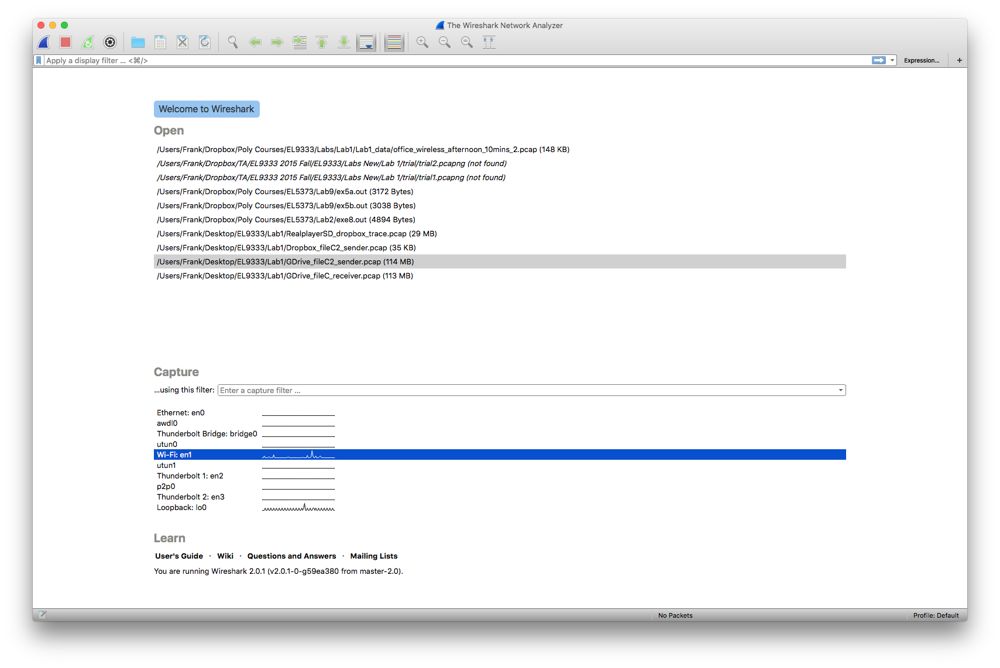 The Wireshark Network Analyzer
Apply a display filter ... <⌘/>
Expression...
+
Welcome to Wireshark
Open
/Users/Frank/Dropbox/Poly Courses/EL9333/Labs/Lab1/Lab1_data/office_wireless_afternoon_10mins_2.pcap (148 KB)
/Users/Frank/Dropbox/TA/EL9333 2015 Fall/EL9333/Labs New/Lab 1/trial/trial2.pcapng (not found)
/Users/Frank/Dropbox/TA/EL9333 2015 Fall/EL9333/Labs New/Lab 1/trial/trial1.pcapng (not found)
/Users/Frank/Dropbox/Poly Courses/EL5373/Lab9/ex5a.out (3172 Bytes)
/Users/Frank/Dropbox/Poly Courses/EL5373/Lab9/ex5b.out (3038 Bytes)
/Users/Frank/Dropbox/Poly Courses/EL5373/Lab2/exe8.out (4894 Bytes)
/Users/Frank/Desktop/EL9333/Lab1/RealplayerSD_dropbox_trace.pcap (29 MB)
/Users/Frank/Desktop/EL9333/Lab1/Dropbox_fileC2_sender.pcap (35 KB)
/Users/Frank/Desktop/EL9333/Lab1/GDrive_fileC2_sender.pcap (114 MB)
/Users/Frank/Desktop/EL9333/Lab1/GDrive_fileC_receiver.pcap (113 MB)
Capture
...using this filter: Enter a capture filter ...
Ethernet: en0
awdl0
Thunderbolt Bridge: bridge0
utun0
Wi-Fi: en1
utun1
Thunderbolt 1: en2
p2p0
Thunderbolt 2: en3
Loopback: lo0
Learn
User's Guide · Wiki · Questions and Answers · Mailing Lists
You are running Wireshark 2.0.1 (v2.0.1-0-g59ea380 from master-2.0).
No Packets
Profile: Default